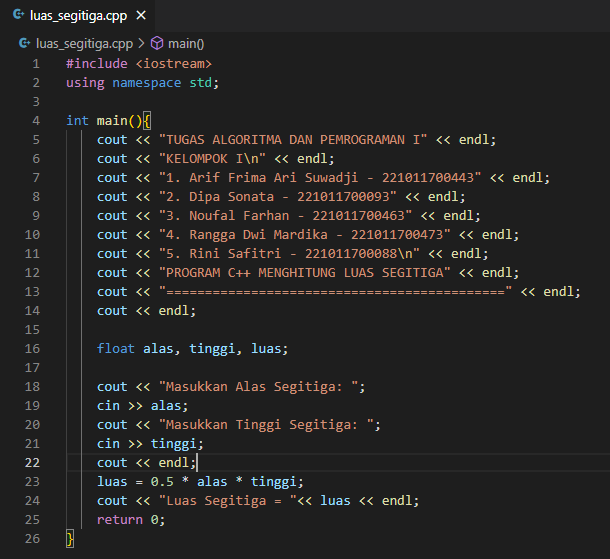 luas_segitiga.cpp ×
luas_segitiga.cpp > main()
1 #include <iostream>
2 using namespace std;
3
4 int main(){
5     cout << "TUGAS ALGORITMA DAN PEMROGRAMAN I" << endl;
6     cout << "KELOMPOK I\n" << endl;
7     cout << "1. Arif Frima Ari Suwadji - 221011700443" << endl;
8     cout << "2. Dipa Sonata - 221011700093" << endl;
9     cout << "3. Noufal Farhan - 221011700463" << endl;
10     cout << "4. Rangga Dwi Mardika - 221011700473" << endl;
11     cout << "5. Rini Safitri - 221011700088\n" << endl;
12     cout << "PROGRAM C++ MENGHITUNG LUAS SEGITIGA" << endl;
13     cout << "============================================" << endl;
14     cout << endl;
15
16     float alas, tinggi, luas;
17
18     cout << "Masukkan Alas Segitiga: ";
19     cin >> alas;
20     cout << "Masukkan Tinggi Segitiga: ";
21     cin >> tinggi;
22     cout << endl;
23     luas = 0.5 * alas * tinggi;
24     cout << "Luas Segitiga = "<< luas << endl;
25     return 0;
26 }